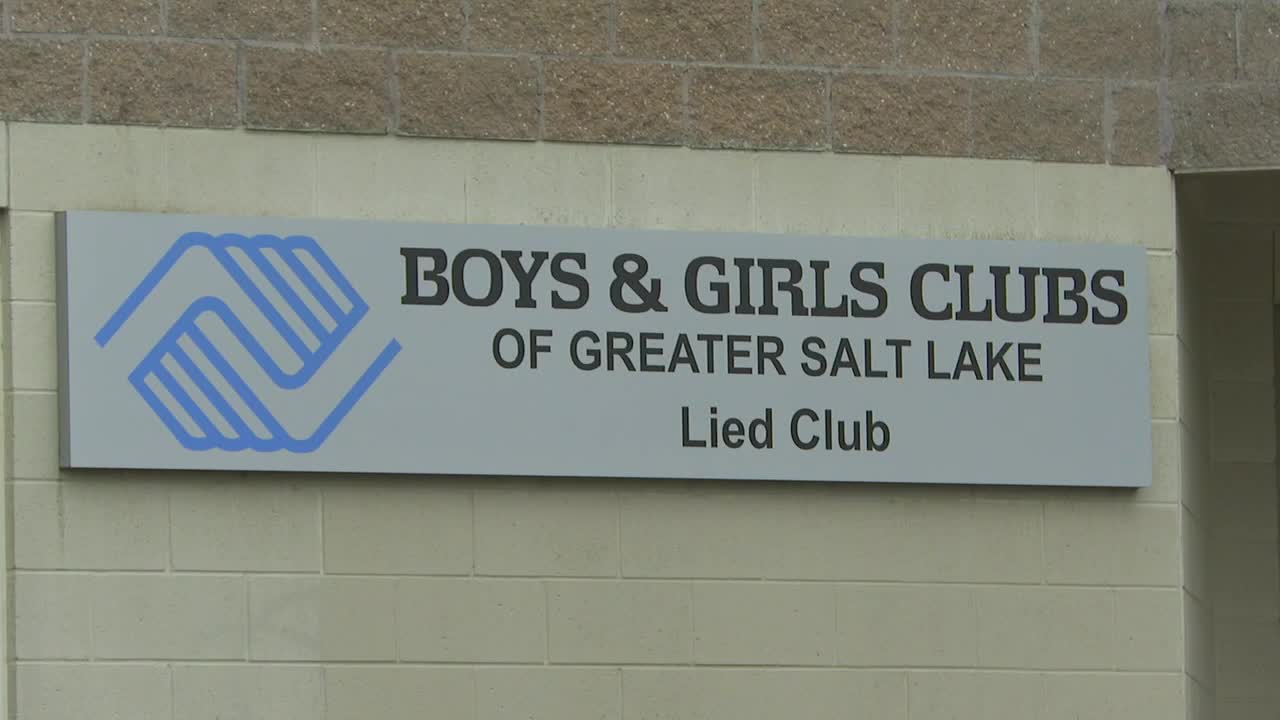 BOYS & GIRLS CLUBS
OF GREATER SALT LAKE
Lied Club